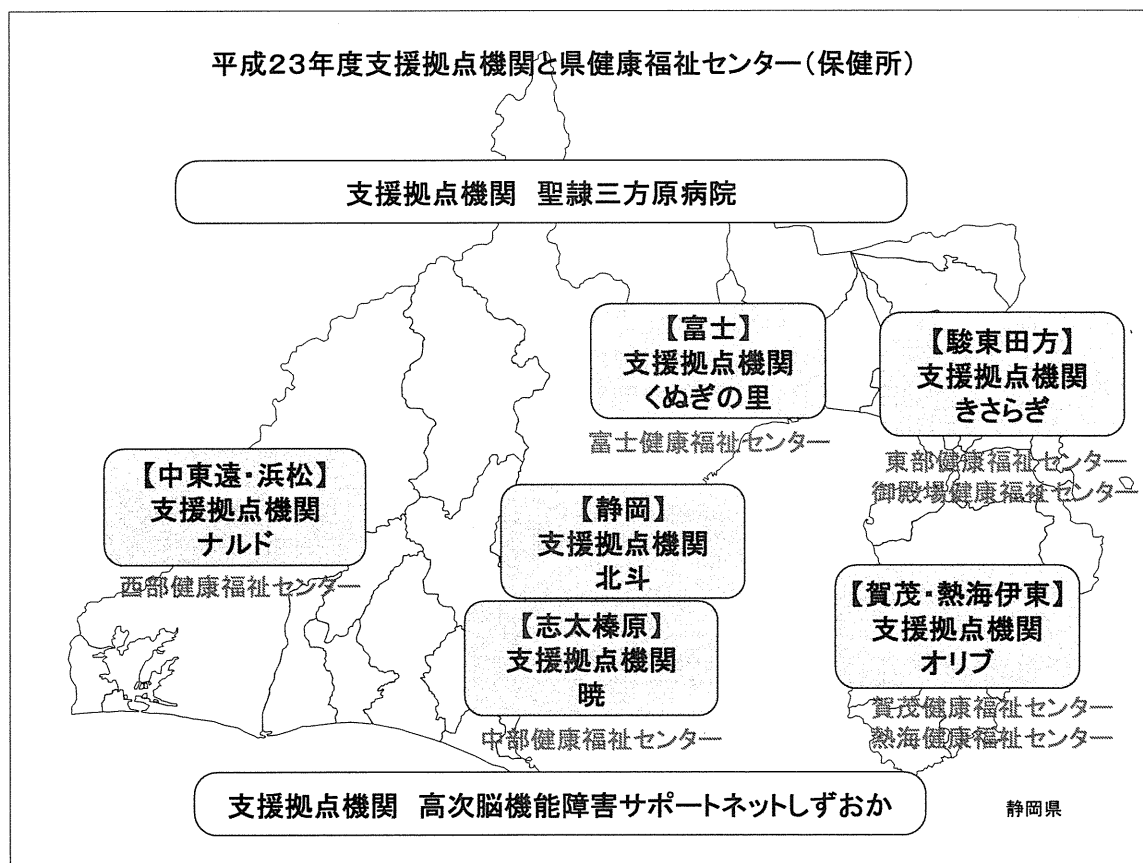 平成23年度支援拠点機関と県健康福祉センター（保健所）
支援拠点機関　聖隷三方原病院
【富士】
支援拠点機関
くぬぎの里
富士健康福祉センター
【駿東田方】
支援拠点機関
きさらぎ
東部健康福祉センター
御殿場健康福祉センター
【中東遠・浜松】
支援拠点機関
ナルド
西部健康福祉センター
【静岡】
支援拠点機関
北斗
【志太榛原】
支援拠点機関
暁
中部健康福祉センター
【賀茂・熱海伊東】
支援拠点機関
オリブ
賀茂健康福祉センター
熱海健康福祉センター
支援拠点機関　高次脳機能障害サポートネットしずおか
静岡県